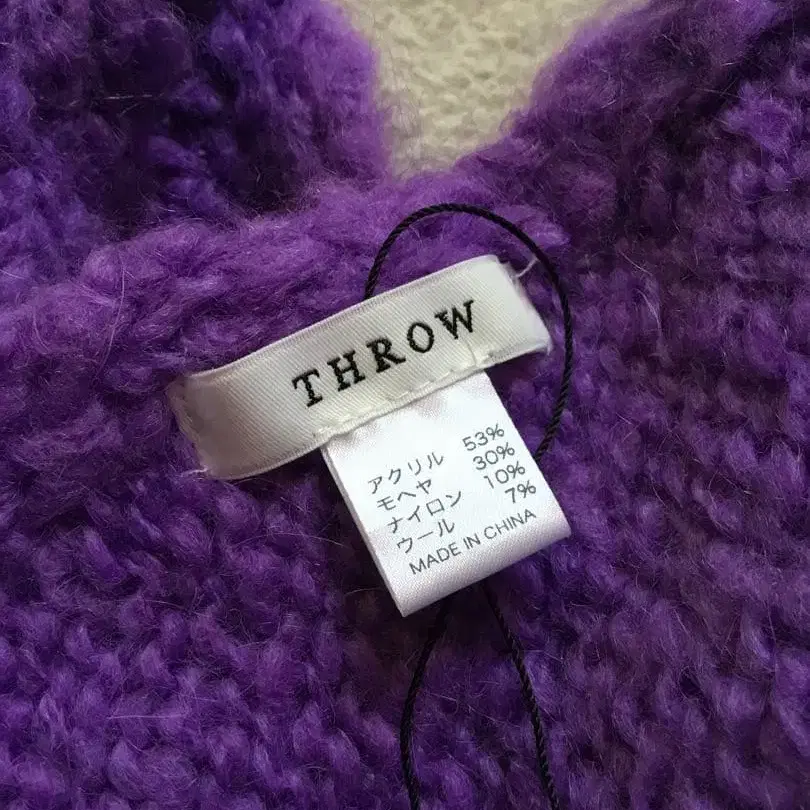 THROW
アクリル 53%
モヘヤ 30%
ナイロン 10%
ウール 7%
MADE IN CHINA